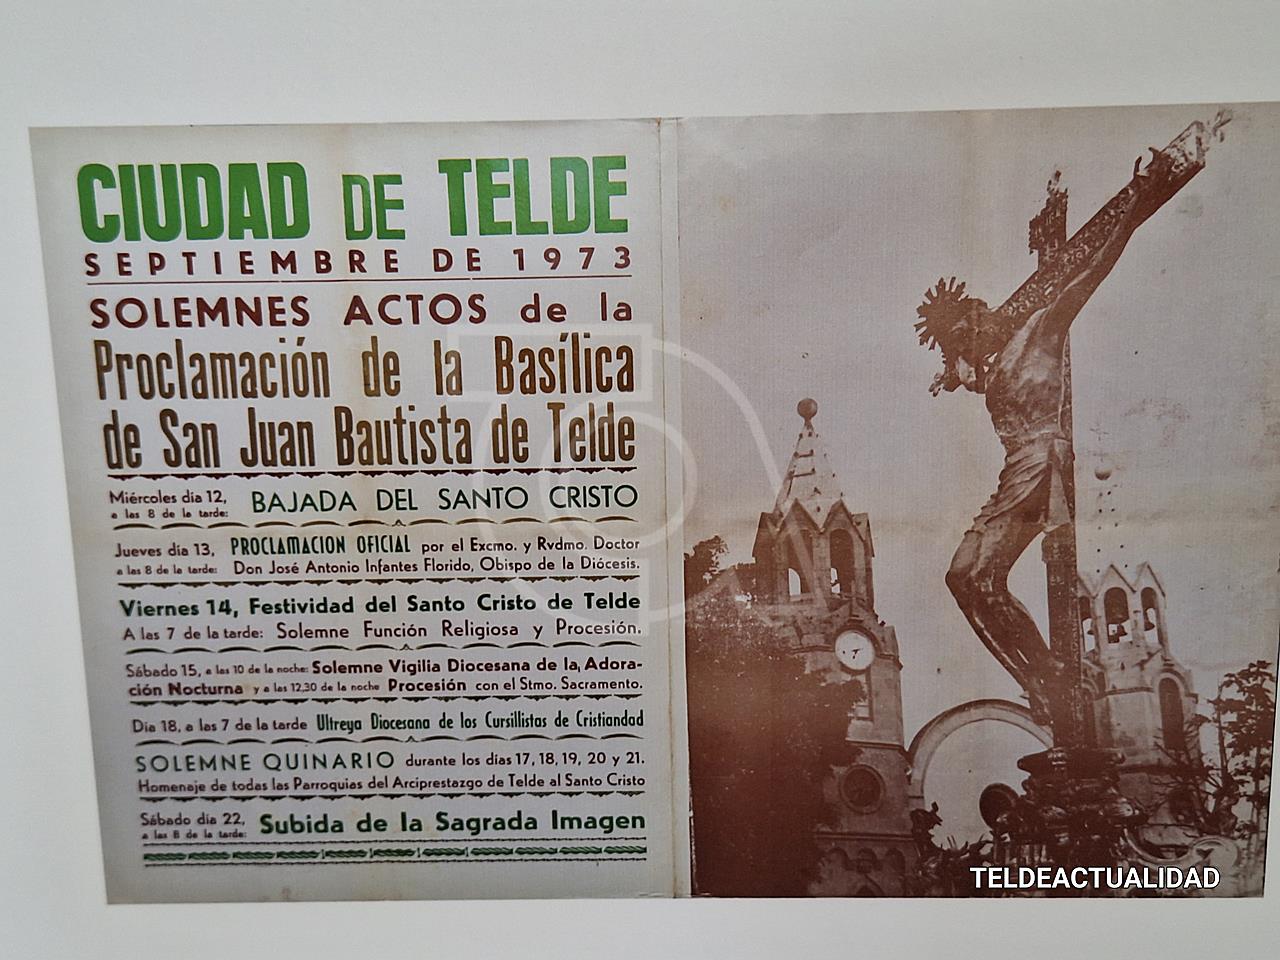 CIUDAD DE TELDE
SEPTIEMBRE DE 1973
SOLEMNES ACTOS de la
Proclamación de la Basílica
de San Juan Bautista de Telde
Miércoles día 12,
a las 8 de la tarde:
BAJADA DEL SANTO CRISTO
Jueves día 13,
a las 8 de la tarde:
PROCLAMACION OFICIAL por el Excmo. y Rvdmo. Doctor
Don José Antonio Infantes Florido, Obispo de la Diócesis.
Viernes 14, Festividad del Santo Cristo de Telde
A las 7 de la tarde: Solemne Función Religiosa y Procesión.
Sábado 15, a las 10 de la noche: Solemne Vigilia Diocesana de la Adora-
ción Nocturna y a las 12,30 de la noche Procesión con el Stmo. Sacramento.
Día 18, a las 7 de la tarde Ultreya Diocesana de los Cursillistas de Cristiandad
SOLEMNE QUINARIO durante los días 17, 18, 19, 20 y 21.
Homenaje de todas las Parroquias del Arciprestazgo de Telde al Santo Cristo
Sábado día 22,
a las 8 de la tarde:
Subida de la Sagrada Imagen
TELDEACTUALIDAD